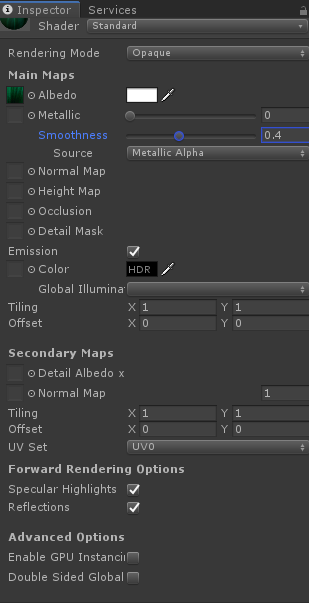 Inspector Services
Shader Standard
Rendering Mode Opaque
Main Maps
Albedo
Metallic 0
Smoothness 0.4
Source Metallic Alpha
Normal Map
Height Map
Occlusion
Detail Mask
Emission
Color HDR
Global Illuminat
Tiling X 1 Y 1
Offset X 0 Y 0
Secondary Maps
Detail Albedo x
Normal Map 1
Tiling X 1 Y 1
Offset X 0 Y 0
UV Set UV0
Forward Rendering Options
Specular Highlights
Reflections
Advanced Options
Enable GPU Instancin
Double Sided Global